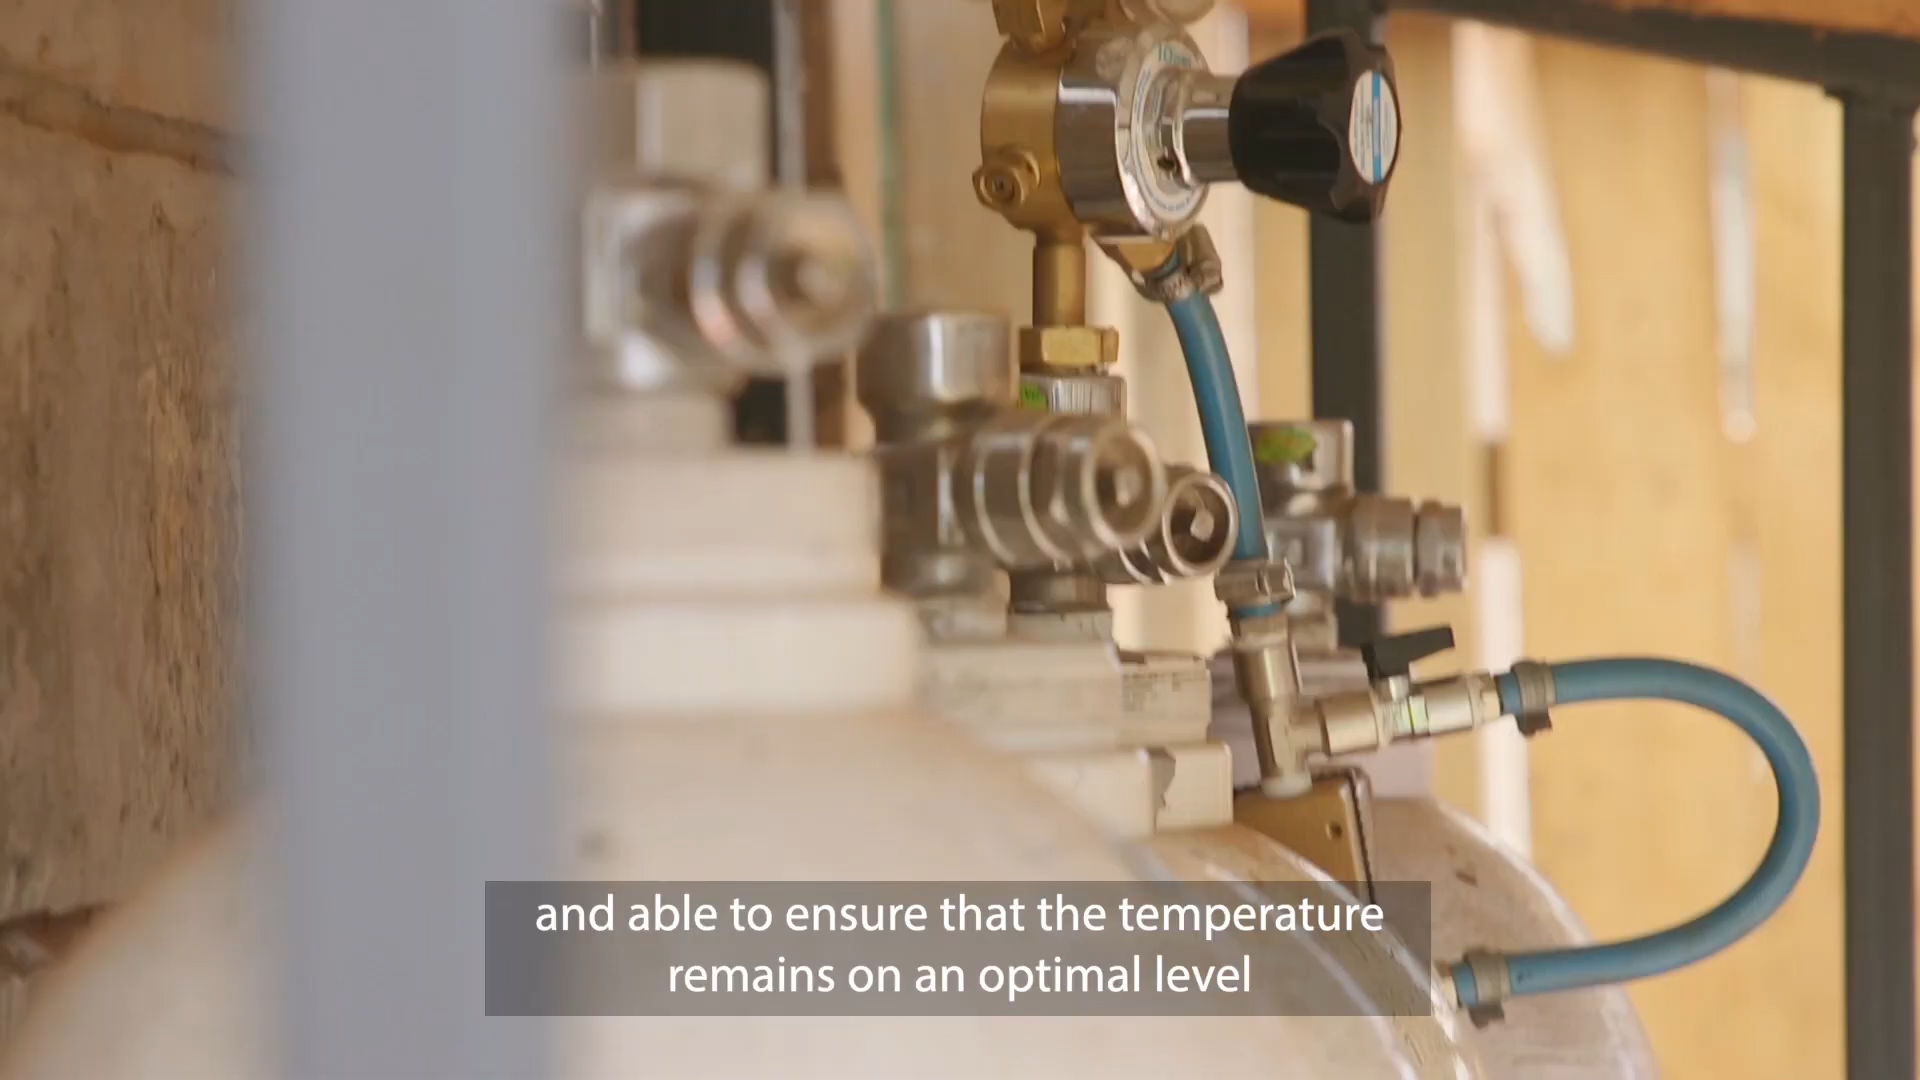 and able to ensure that the temperature
remains on an optimal level